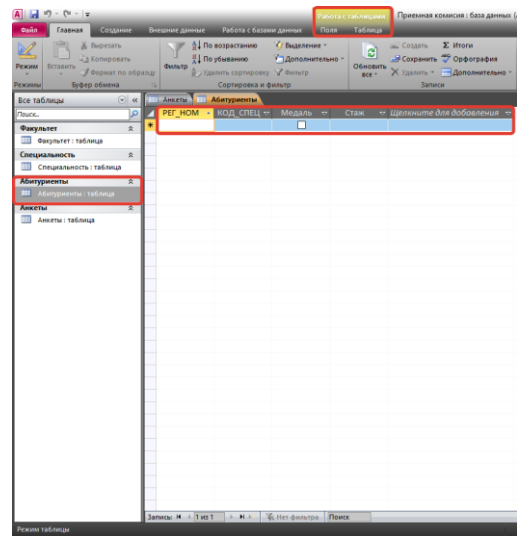 Работа с таблицами
Приемная комисия : база данных (
Файл Главная Создание Внешние данные Работа с базами данных Поля Таблица
Режим
Вставить
Вырезать
Копировать
Формат по образцу
Фильтр
По возрастанию
По убыванию
Удалить сортировку
Выделение
Дополнительно
Фильтр
Обновить все
Создать
Сохранить
Удалить
Итоги
Орфография
Дополнительно
Режимы Буфер обмена Сортировка и фильтр Записи
Все таблицы
Поиск...
Факультет
Факультет : таблица
Специальность
Специальность : таблица
Абитуриенты
Абитуриенты : таблица
Анкеты
Анкеты : таблица
Анкеты Абитуриенты
РЕГ_НОМ КОД_СПЕЦ Медаль Стаж Щелкните для добавления
Запись: 1 из 1 Нет фильтра Поиск
Режим таблицы